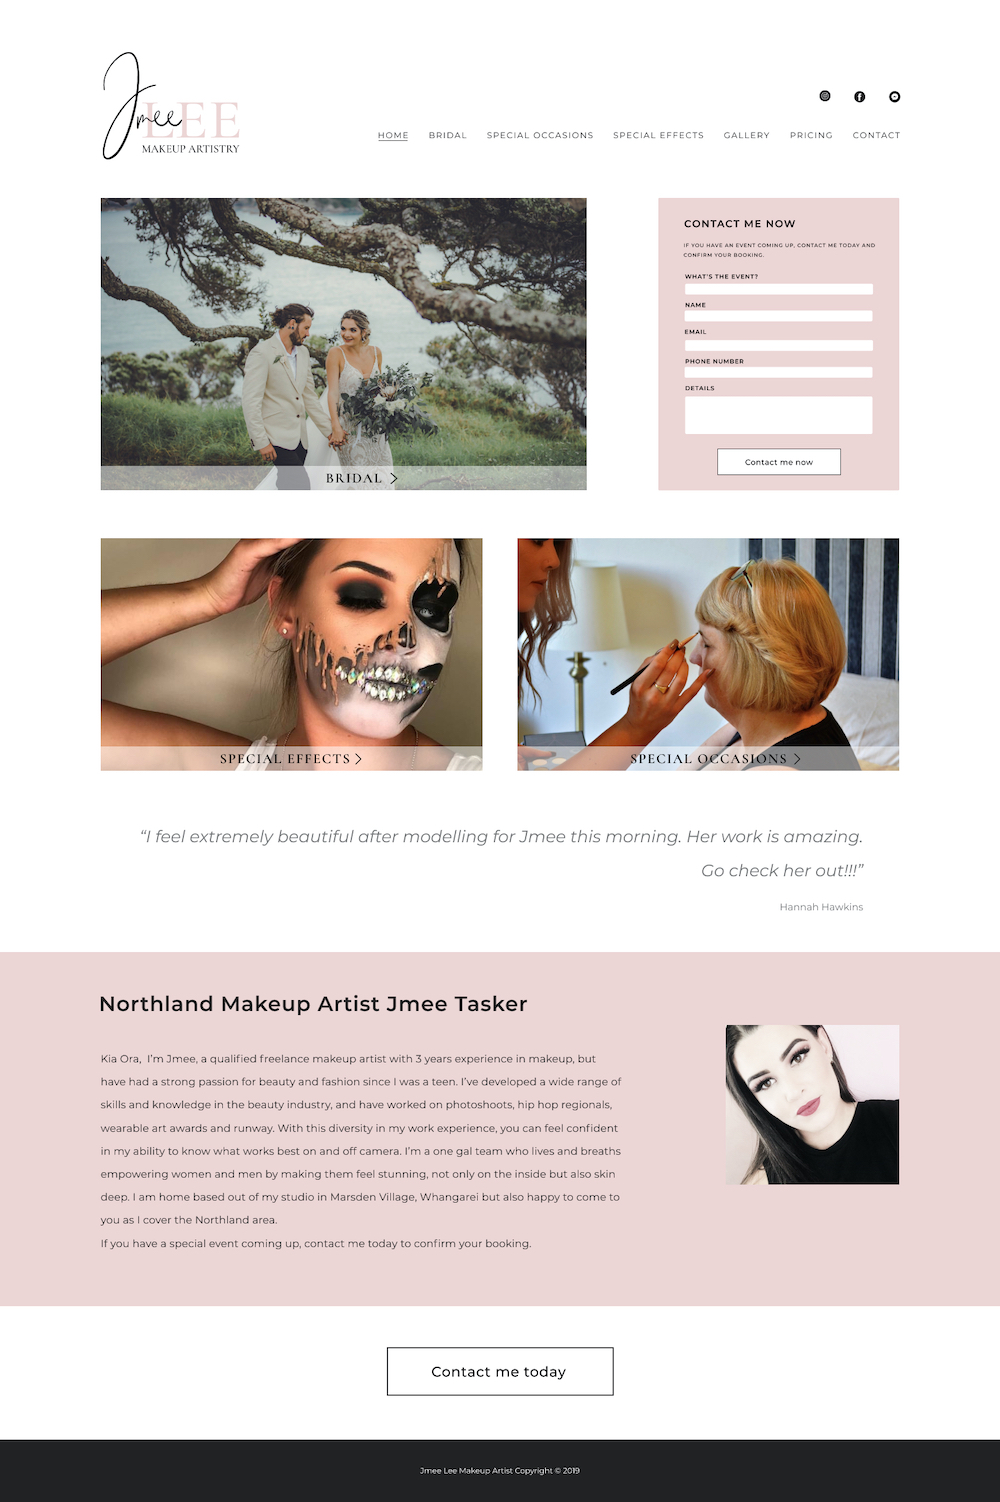 Jmee LEE
MAKEUP ARTISTRY
HOME BRIDAL SPECIAL OCCASIONS SPECIAL EFFECTS GALLERY PRICING CONTACT
BRIDAL >
CONTACT ME NOW
IF YOU HAVE AN EVENT COMING UP, CONTACT ME TODAY AND
CONFIRM YOUR BOOKING.
WHAT'S THE EVENT?
NAME
EMAIL
PHONE NUMBER
DETAILS
Contact me now
SPECIAL EFFECTS >
SPECIAL OCCASIONS >
“I feel extremely beautiful after modelling for Jmee this morning. Her work is amazing.
Go check her out!!!”
Hannah Hawkins
Northland Makeup Artist Jmee Tasker
Kia Ora,  I’m Jmee, a qualified freelance makeup artist with 3 years experience in makeup, but
have had a strong passion for beauty and fashion since I was a teen. I’ve developed a wide range of
skills and knowledge in the beauty industry, and have worked on photoshoots, hip hop regionals,
wearable art awards and runway. With this diversity in my work experience, you can feel confident
in my ability to know what works best on and off camera. I’m a one gal team who lives and breaths
empowering women and men by making them feel stunning, not only on the inside but also skin
deep. I am home based out of my studio in Marsden Village, Whangarei but also happy to come to
you as I cover the Northland area.
If you have a special event coming up, contact me today to confirm your booking.
Contact me today
Jmee Lee Makeup Artist Copyright © 2019